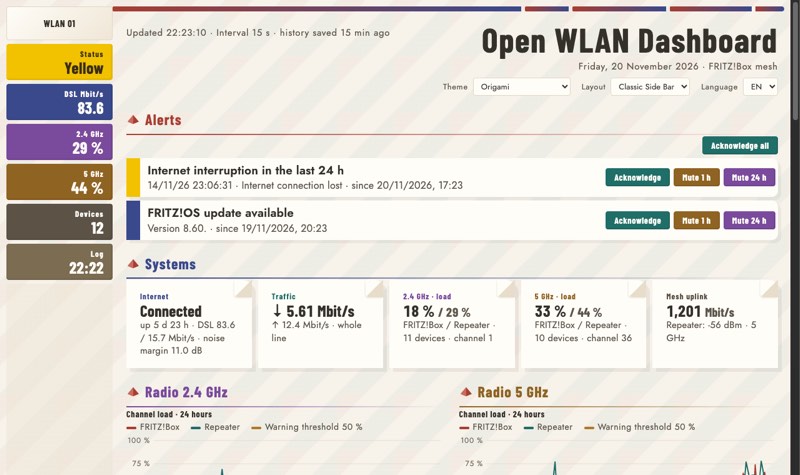 WLAN 01
Status
Yellow
DSL Mbit/s
83.6
2.4 GHz
29 %
5 GHz
44 %
Devices
12
Log
22:22
Updated 22:23:10 · Interval 15 s · history saved 15 min ago
Open WLAN Dashboard
Friday, 20 November 2026 · FRITZ!Box mesh
Theme Origami Layout Classic Side Bar Language EN
Alerts
Acknowledge all
Internet interruption in the last 24 h
14/11/26 23:06:31 · Internet connection lost · since 20/11/2026, 17:23
Acknowledge Mute 1 h Mute 24 h
FRITZ!OS update available
Version 8.60. · since 19/11/2026, 20:23
Acknowledge Mute 1 h Mute 24 h
Systems
Internet
Connected
up 5 d 23 h · DSL 83.6
/ 15.7 Mbit/s · noise
margin 11.0 dB
Traffic
↓ 5.61 Mbit/s
↑ 12.4 Mbit/s · whole
line
2.4 GHz · load
18 % / 29 %
FRITZ!Box / Repeater ·
11 devices · channel 1
5 GHz · load
33 % / 44 %
FRITZ!Box / Repeater ·
10 devices · channel 36
Mesh uplink
1,201 Mbit/s
Repeater: -56 dBm · 5
GHz
Radio 2.4 GHz
Channel load · 24 hours
FRITZ!Box Repeater Warning threshold 50 %
100 %
75 %
Radio 5 GHz
Channel load · 24 hours
FRITZ!Box Repeater Warning threshold 50 %
100 %
75 %